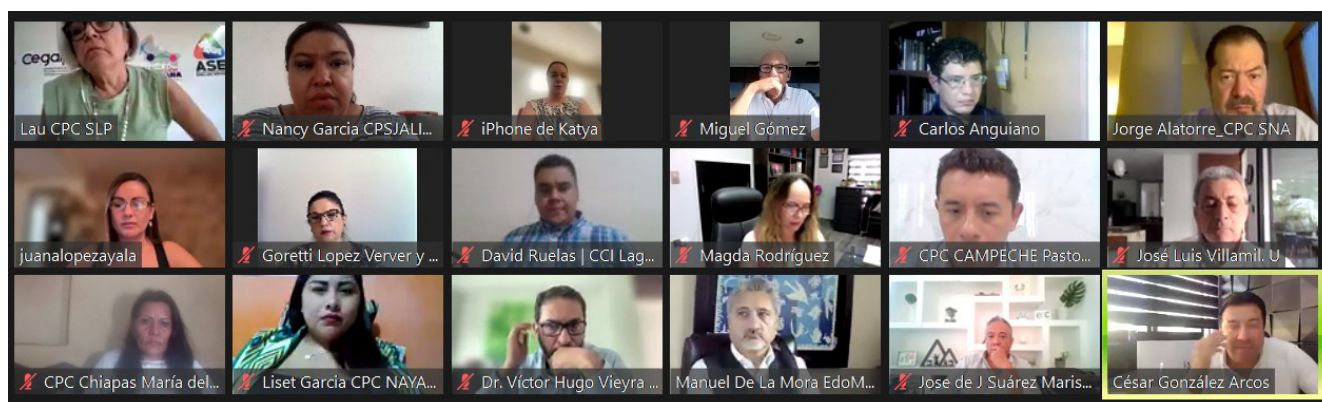 Cega
ASE
Lau CPC SLP
Nancy Garcia CPSJALI...
iPhone de Katya
Miguel Gómez
Carlos Anguiano
Jorge Alatorre_CPC SNA
juanalopezayala
Goretti Lopez Verver y ...
David Ruelas | CCI Lag...
Magda Rodríguez
CPC CAMPECHE Pasto...
José Luis Villamil. U
CPC Chiapas María del...
Liset Garcia CPC NAYA...
Dr. Víctor Hugo Vieyra ...
Manuel De La Mora EdoM...
Jose de J Suárez Maris...
César González Arcos